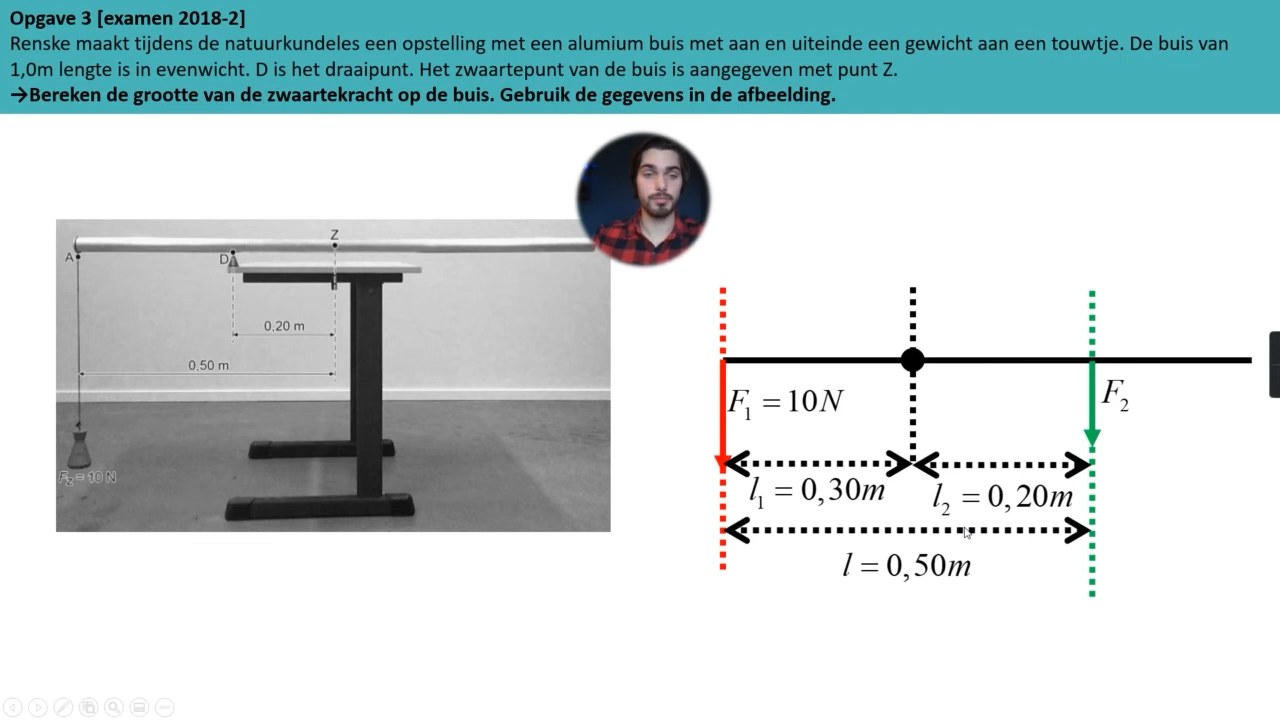 Opgave 3 [examen 2018-2]
Renske maakt tijdens de natuurkundeles een opstelling met een alumium buis met aan en uiteinde een gewicht aan een touwtje. De buis van
1,0m lengte is in evenwicht. D is het draaipunt. Het zwaartepunt van de buis is aangegeven met punt Z.
→Bereken de grootte van de zwaartekracht op de buis. Gebruik de gegevens in de afbeelding.
Z
A
D
0,20 m
0,50 m
F_z = 10 N
F₁ = 10N
F₂
l₁ = 0,30m
l₂ = 0,20m
l = 0,50m